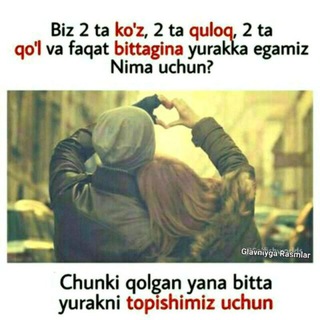 Biz 2 ta ko'z, 2 ta quloq, 2 ta
qo'l va faqat bittagina yurakka egamiz
Nima uchun?
Glavniyga Rasmlar
Chunki qolgan yana bitta
yurakni topishimiz uchun